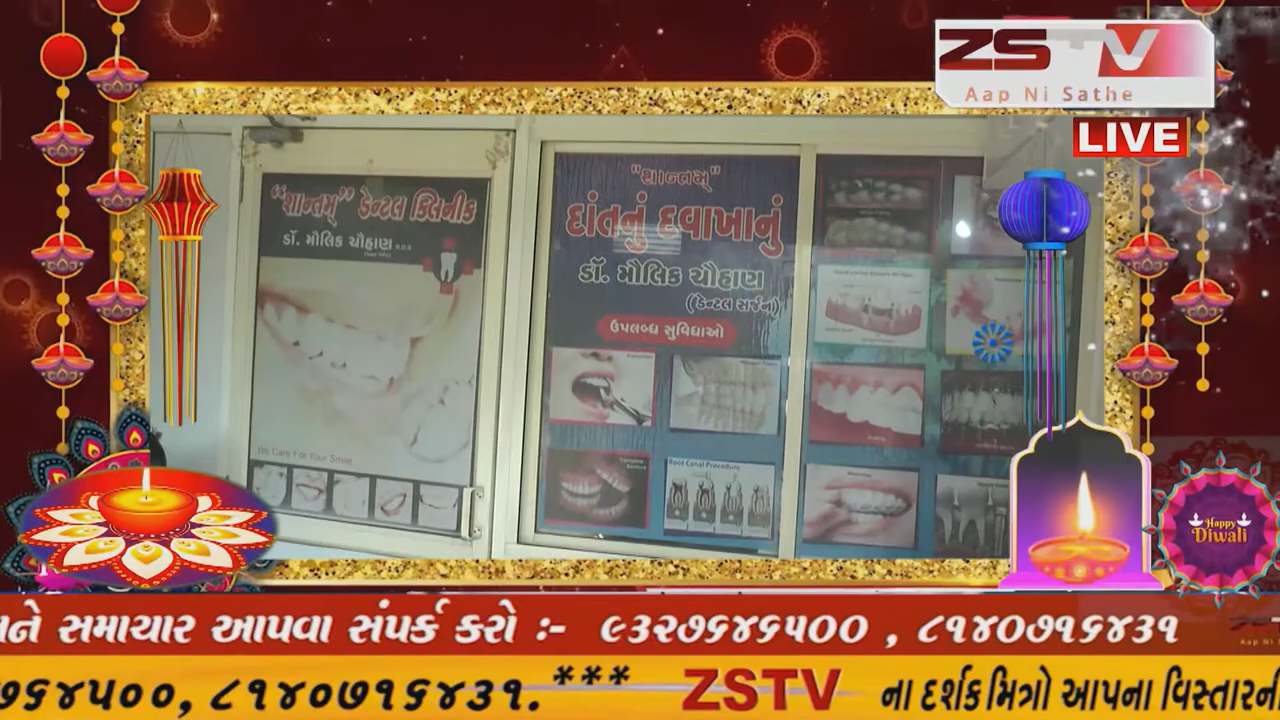 ZSTV
Aap Ni Sathe
LIVE
"શાન્તમ્" ડેન્ટલ ક્લિનીક
ડૉ. મૌલિક ચૌહાણ
We Care For Your Smile
"શાન્તમ્"
દાંતનું દવાખાનું
ડૉ. મૌલિક ચૌહાણ
(ડેન્ટલ સર્જન)
ઉપલબ્ધ સુવિધાઓ
Root Canal Procedure
Happy
Diwali
સમાચાર આપવા સંપર્ક કરો :- ૯૩૨૭૬૪૬૫૦૦ , ૮૧૪૦૭૧૬૪૩૧
૭૬૪૫૦૦, ૮૧૪૦૭૧૬૪૩૧. *** ZSTV ના દર્શક મિત્રો આપના વિસ્તારની